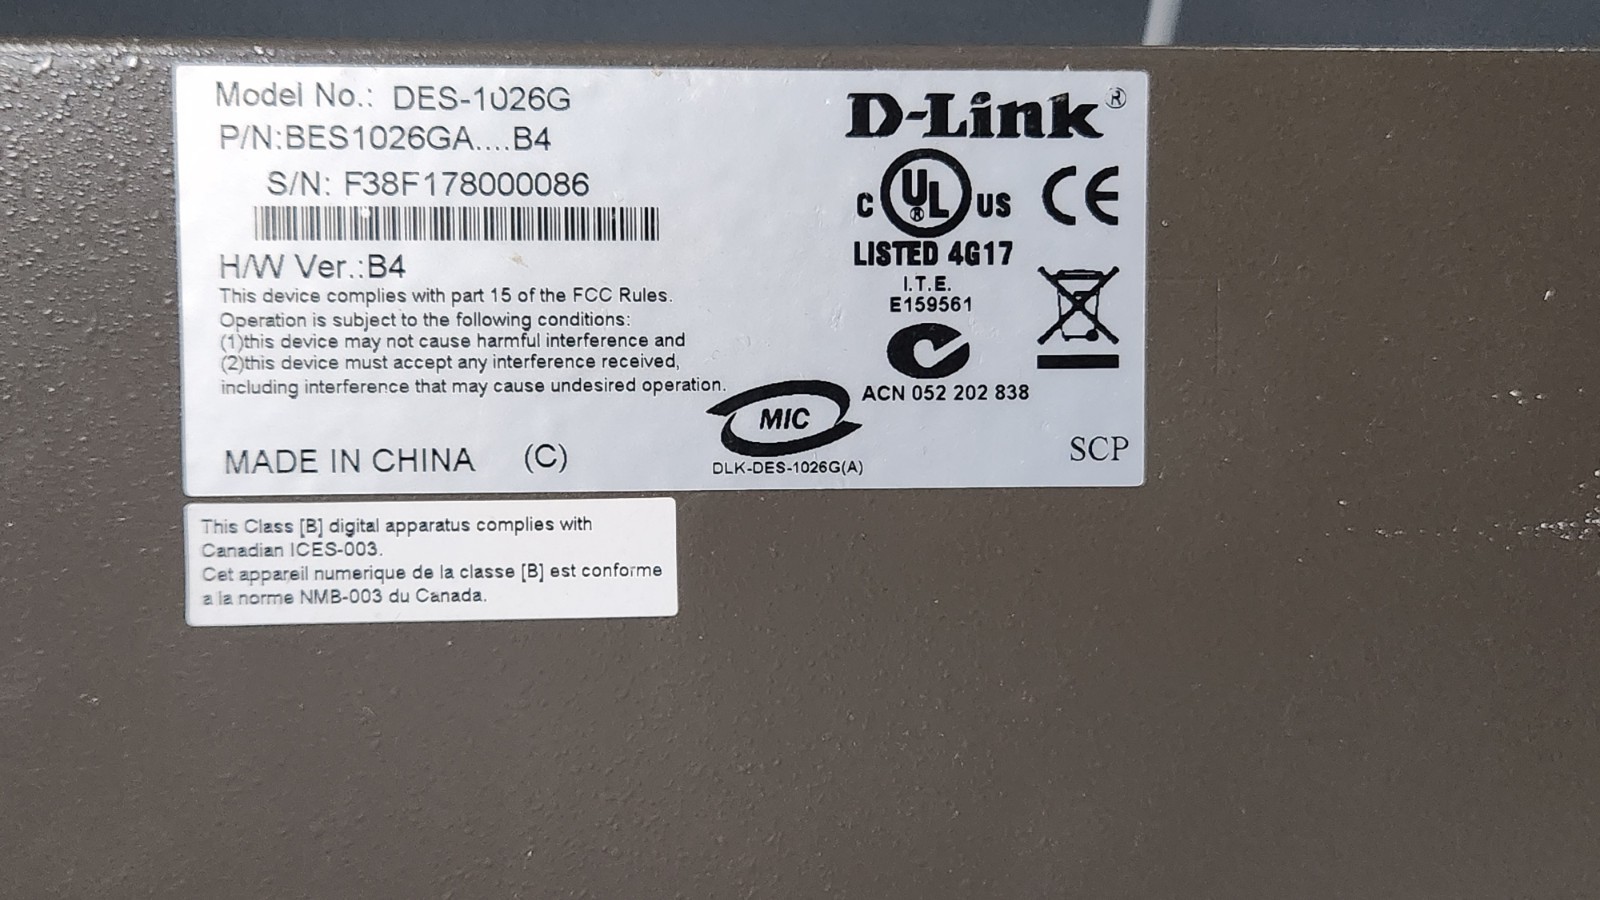 Model No.: DES-1026G
P/N:BES1026GA....B4
S/N: F38F178000086
H/W Ver.:B4
This device complies with part 15 of the FCC Rules.
Operation is subject to the following conditions:
(1)this device may not cause harmful interference and
(2)this device must accept any interference received,
including interference that may cause undesired operation.
MADE IN CHINA (C)
D-Link®
C UL® US CE
LISTED 4G17
I.T.E.
E159561
ACN 052 202 838
MIC
DLK-DES-1026G(A)
SCP
This Class [B] digital apparatus complies with
Canadian ICES-003.
Cet appareil numerique de la classe [B] est conforme
a la norme NMB-003 du Canada.